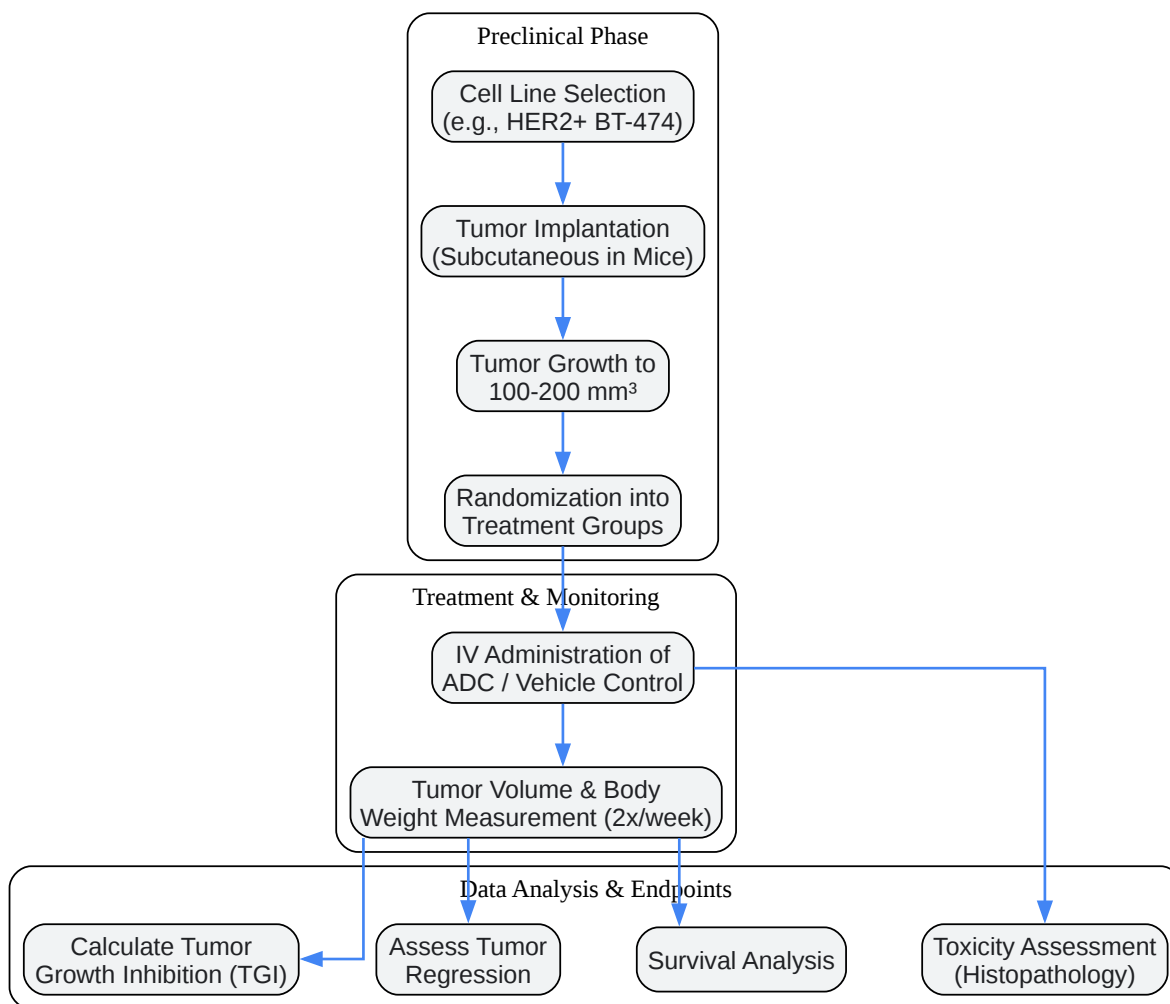 Preclinical Phase
Cell Line Selection
(e.g., HER2+ BT-474)
Tumor Implantation
(Subcutaneous in Mice)
Tumor Growth to
100-200 mm³
Randomization into
Treatment Groups
Treatment & Monitoring
IV Administration of
ADC / Vehicle Control
Tumor Volume & Body
Weight Measurement (2x/week)
Data Analysis & Endpoints
Calculate Tumor
Growth Inhibition (TGI)
Assess Tumor
Regression
Survival Analysis
Toxicity Assessment
(Histopathology)